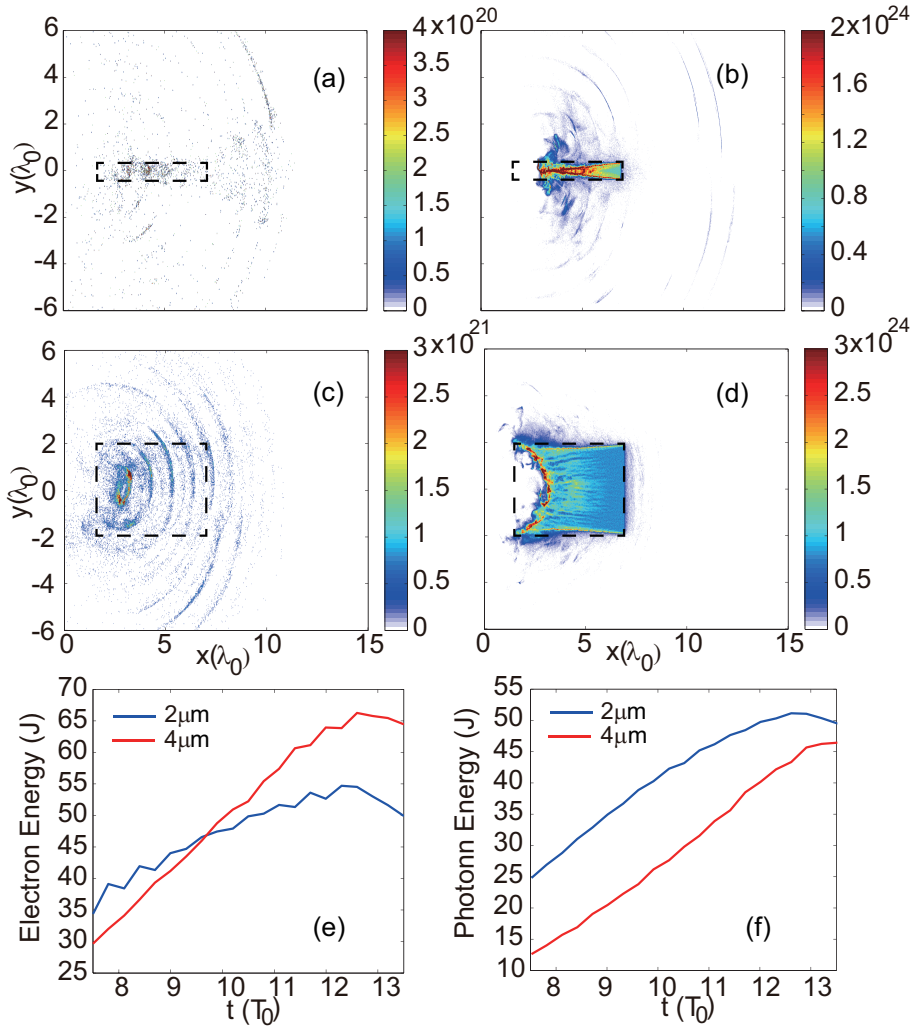 (a)
y(λ0)
6
4
2
0
-2
-4
-6
4x10^20
3.5
3
2.5
2
1.5
1
0.5
0
(b)
y(λ0)
2x10^24
1.6
1.2
0.8
0.4
0
(c)
y(λ0)
6
4
2
0
-2
-4
-6
0 5 10 15
x(λ0)
3x10^21
2.5
2
1.5
1
0.5
0
(d)
0 5 10 15
x(λ0)
3x10^24
2.5
2
1.5
1
0.5
0
Electron Energy (J)
70
65
60
55
50
45
40
35
30
25
2μm
4μm
(e)
8 9 10 11 12 13
t (T0)
Photonn Energy (J)
55
50
45
40
35
30
25
20
15
10
2μm
4μm
(f)
8 9 10 11 12 13
t (T0)